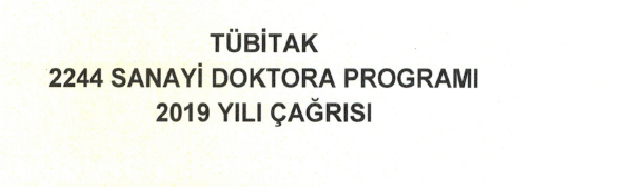 TÜBİTAK
2244 SANAYİ DOKTORA PROGRAMI
2019 YILI ÇAĞRISI